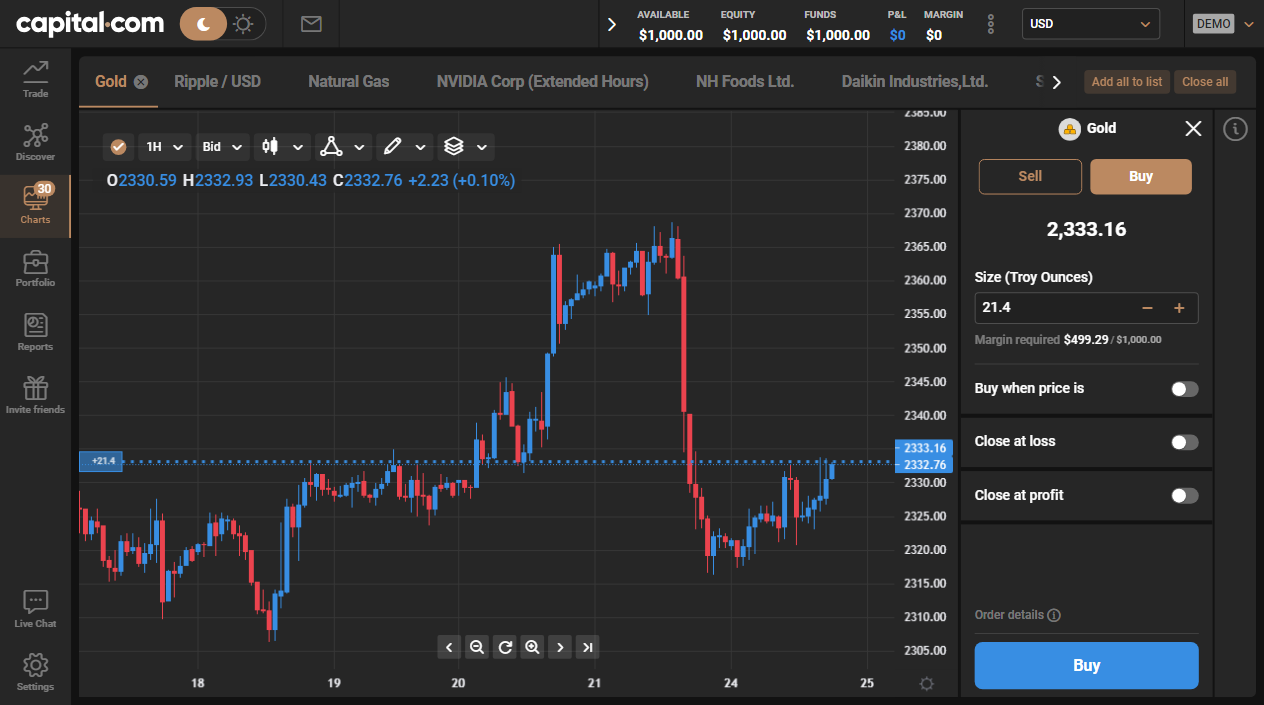 capital.com
AVAILABLE EQUITY FUNDS P&L MARGIN
$1,000.00 $1,000.00 $1,000.00 $0 $0
USD
DEMO
Trade
Discover
30
Charts
Portfolio
Reports
Invite friends
Live Chat
Settings
Gold Ripple / USD Natural Gas NVIDIA Corp (Extended Hours) NH Foods Ltd. Daikin Industries,Ltd. S
Add all to list Close all
1H Bid
O2330.59 H2332.93 L2330.43 C2332.76 +2.23 (+0.10%)
2385.00
2380.00
2375.00
2370.00
2365.00
2360.00
2355.00
2350.00
2345.00
2340.00
2333.16
+21.4
2332.76
2330.00
2325.00
2320.00
2315.00
2310.00
2305.00
18 19 20 21 24 25
Gold
Sell Buy
2,333.16
Size (Troy Ounces)
21.4 − +
Margin required $499.29 / $1,000.00
Buy when price is
Close at loss
Close at profit
Order details
Buy